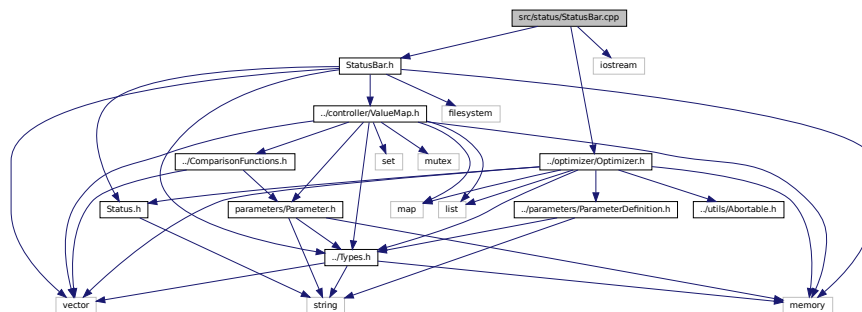 src/status/StatusBar.cpp
StatusBar.h
iostream
../controller/ValueMap.h
filesystem
../ComparisonFunctions.h
set
mutex
../optimizer/Optimizer.h
Status.h
parameters/Parameter.h
map
list
../parameters/ParameterDefinition.h
../utils/Abortable.h
../Types.h
vector
string
memory